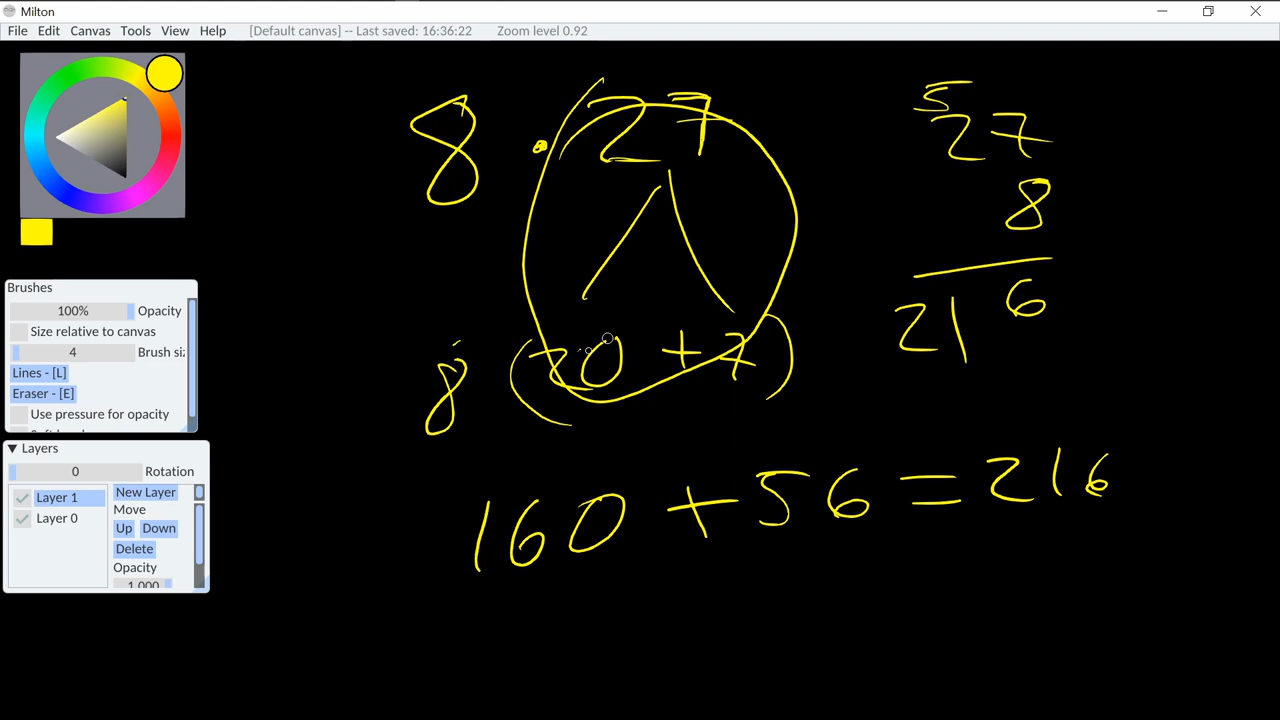 Milton
File Edit Canvas Tools View Help [Default canvas] -- Last saved: 16:36:22 Zoom level 0.92
Brushes
100% Opacity
Size relative to canvas
4 Brush siz
Lines - [L]
Eraser - [E]
Use pressure for opacity
Layers
0 Rotation
Layer 1
Layer 0
New Layer
Move
Up Down
Delete
Opacity
1.000
8 · 27
8 (20 + 7)
160 + 56 = 216
5
27
8
216